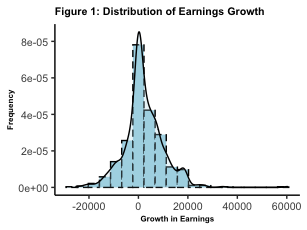 Figure 1: Distribution of Earnings Growth
8e-05
6e-05
4e-05
2e-05
0e+00
Frequency
-20000 0 20000 40000 60000
Growth in Earnings